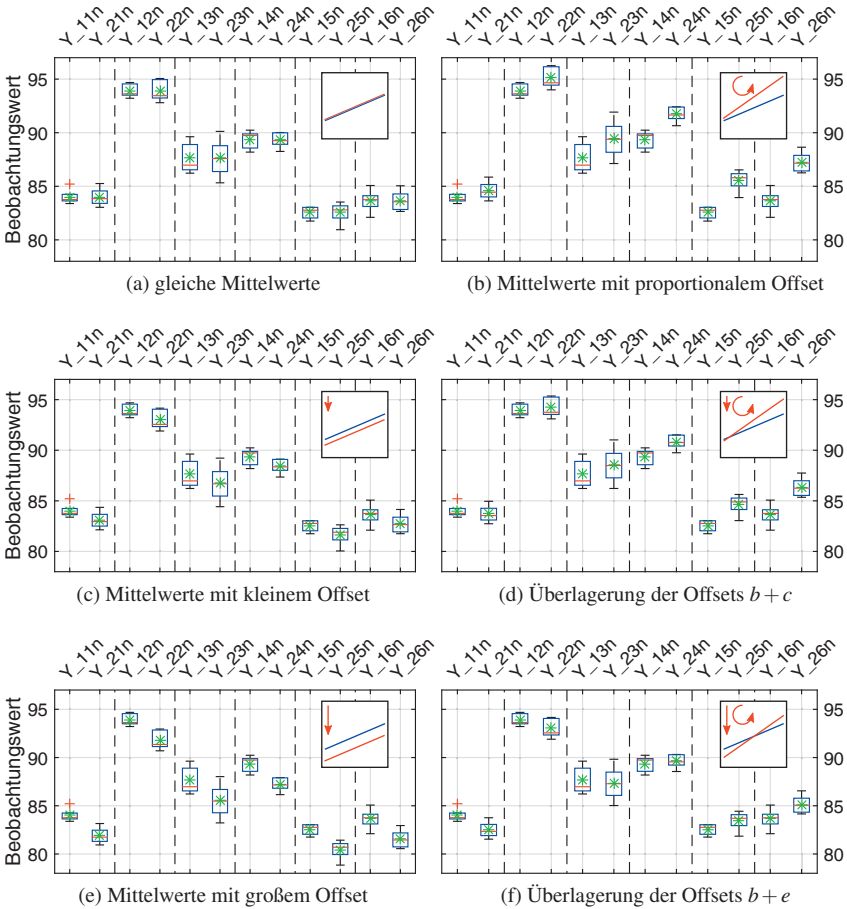 Y_11n Y_21n Y_12n Y_22n Y_13n Y_23n Y_14n Y_24n Y_15n Y_25n Y_16n Y_26n
Y_11n Y_21n Y_12n Y_22n Y_13n Y_23n Y_14n Y_24n Y_15n Y_25n Y_16n Y_26n
Beobachtungswert
95
90
85
80
95
90
85
80
(a) gleiche Mittelwerte
(b) Mittelwerte mit proportionalem Offset
Y_11n Y_21n Y_12n Y_22n Y_13n Y_23n Y_14n Y_24n Y_15n Y_25n Y_16n Y_26n
Y_11n Y_21n Y_12n Y_22n Y_13n Y_23n Y_14n Y_24n Y_15n Y_25n Y_16n Y_26n
Beobachtungswert
95
90
85
80
95
90
85
80
(c) Mittelwerte mit kleinem Offset
(d) Überlagerung der Offsets b + c
Y_11n Y_21n Y_12n Y_22n Y_13n Y_23n Y_14n Y_24n Y_15n Y_25n Y_16n Y_26n
Y_11n Y_21n Y_12n Y_22n Y_13n Y_23n Y_14n Y_24n Y_15n Y_25n Y_16n Y_26n
Beobachtungswert
95
90
85
80
95
90
85
80
(e) Mittelwerte mit großem Offset
(f) Überlagerung der Offsets b + e